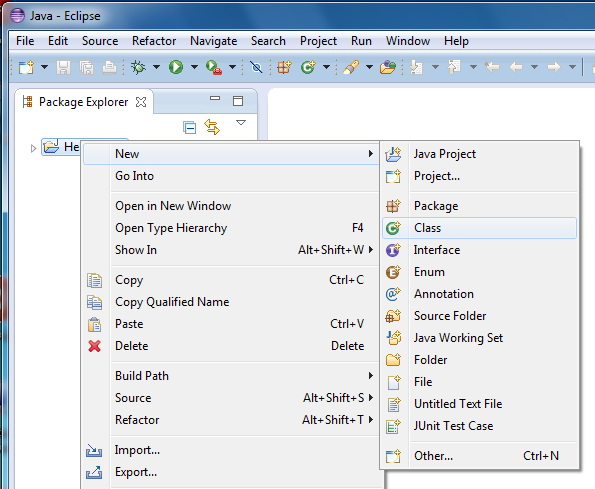 Java - Eclipse
File Edit Source Refactor Navigate Search Project Run Window Help
Package Explorer
He
New
Go Into
Open in New Window
Open Type Hierarchy F4
Show In Alt+Shift+W
Copy Ctrl+C
Copy Qualified Name
Paste Ctrl+V
Delete Delete
Build Path
Source Alt+Shift+S
Refactor Alt+Shift+T
Import...
Export...
Java Project
Project...
Package
Class
Interface
Enum
Annotation
Source Folder
Java Working Set
Folder
File
Untitled Text File
JUnit Test Case
Other... Ctrl+N